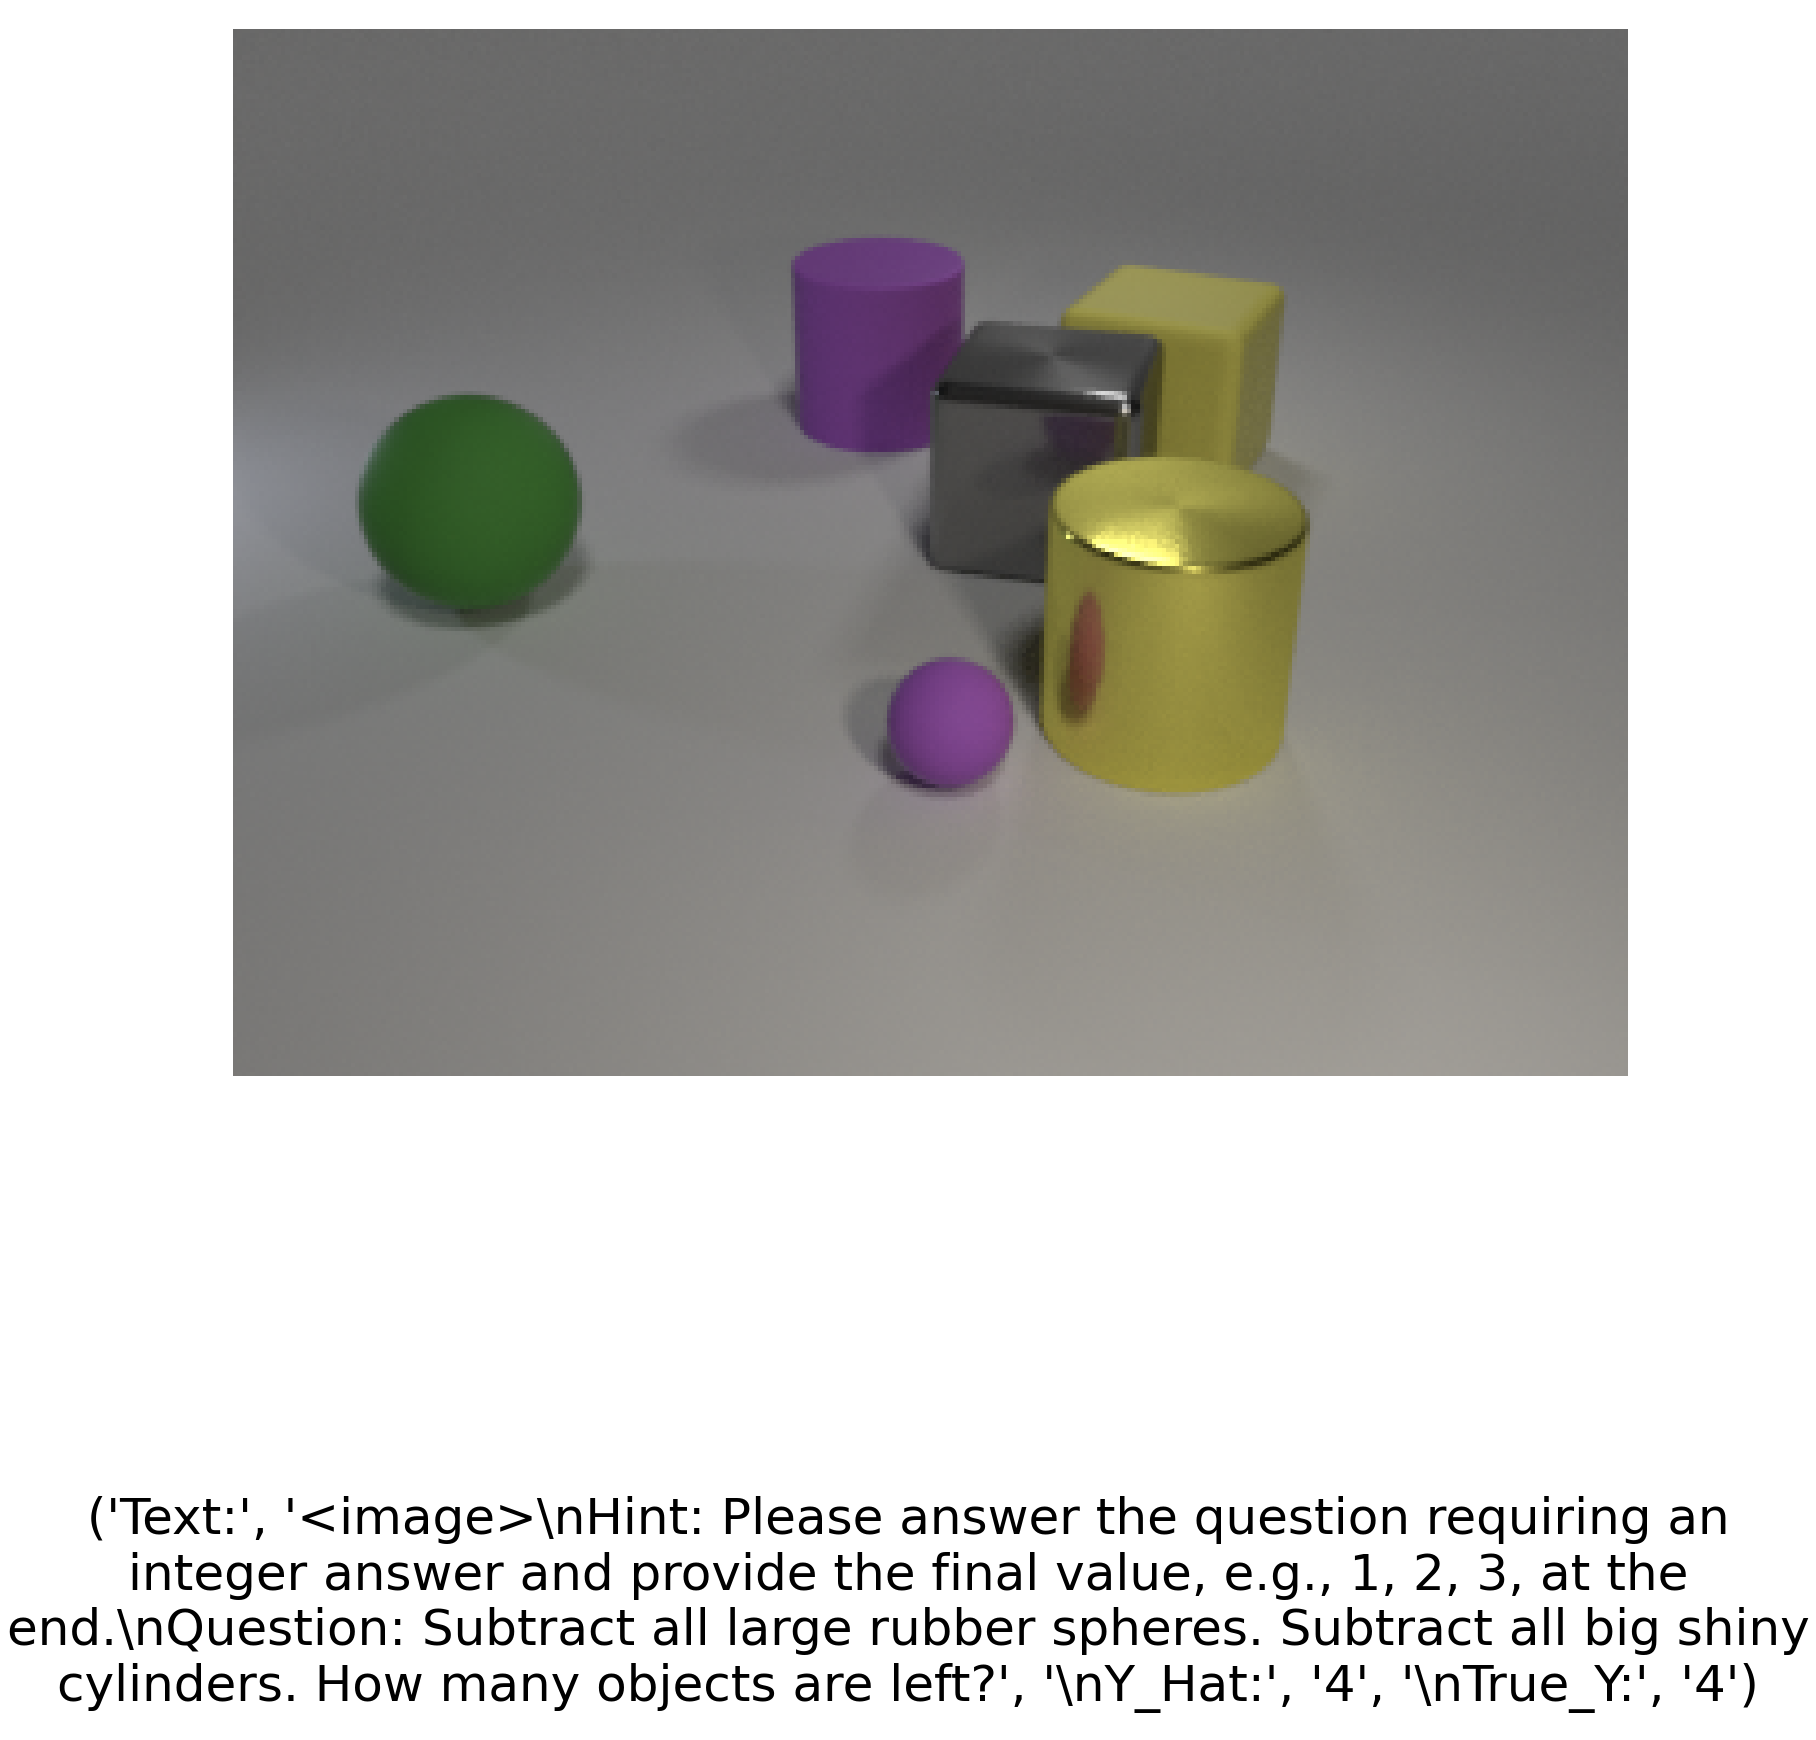 ('Text:', '<image>\nHint: Please answer the question requiring an
integer answer and provide the final value, e.g., 1, 2, 3, at the
end.\nQuestion: Subtract all large rubber spheres. Subtract all big shiny
cylinders. How many objects are left?', '\nY_Hat:', '4', '\nTrue_Y:', '4')